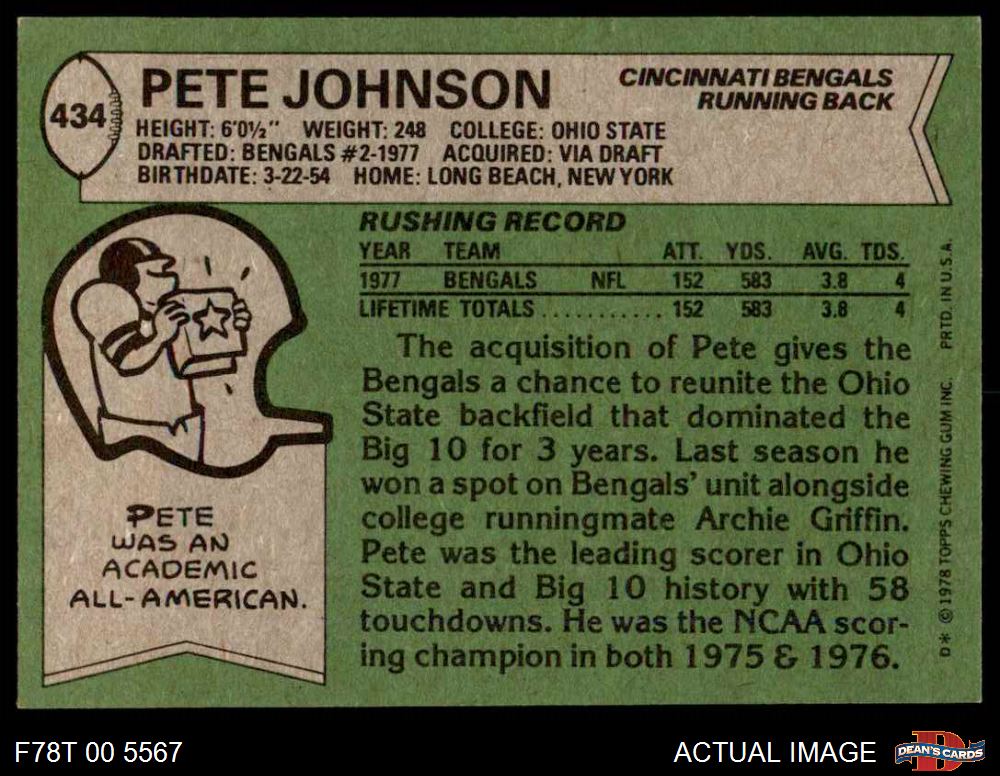 434
PETE JOHNSON
CINCINNATI BENGALS
RUNNING BACK
HEIGHT: 6'0½" WEIGHT: 248 COLLEGE: OHIO STATE
DRAFTED: BENGALS #2-1977 ACQUIRED: VIA DRAFT
BIRTHDATE: 3-22-54 HOME: LONG BEACH, NEW YORK
RUSHING RECORD
YEAR TEAM ATT. YDS. AVG. TDS.
1977 BENGALS NFL 152 583 3.8 4
LIFETIME TOTALS ........... 152 583 3.8 4
The acquisition of Pete gives the
Bengals a chance to reunite the Ohio
State backfield that dominated the
Big 10 for 3 years. Last season he
won a spot on Bengals' unit alongside
college runningmate Archie Griffin.
Pete was the leading scorer in Ohio
State and Big 10 history with 58
touchdowns. He was the NCAA scor-
ing champion in both 1975 & 1976.
PETE
WAS AN
ACADEMIC
ALL-AMERICAN.
D* ©1978 TOPPS CHEWING GUM INC. PRTD. IN U.S.A.
F78T 00 5567
ACTUAL IMAGE
DEAN'S CARDS